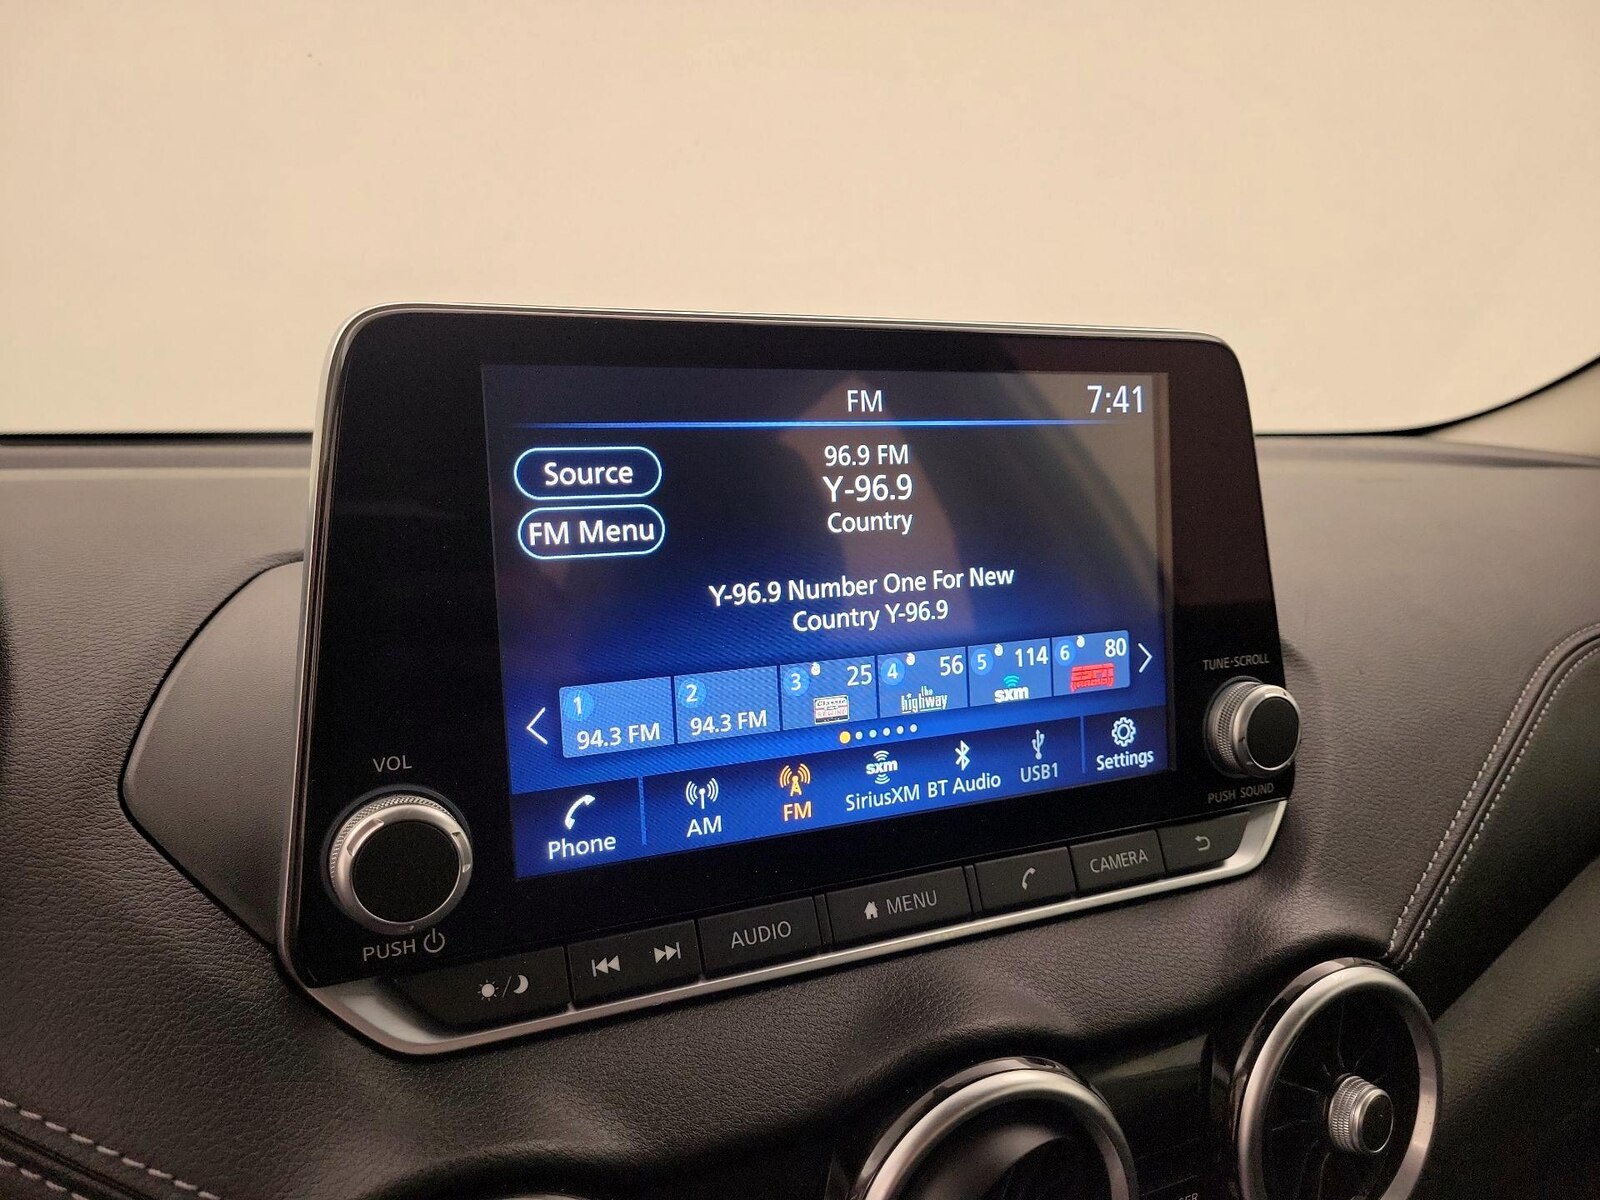 FM 7:41
Source
96.9 FM
Y-96.9
Country
FM Menu
Y-96.9 Number One For New
Country Y-96.9
1 94.3 FM
2 94.3 FM
3 25
4 56 the highway
5 114 sxm
6 80 ESPN
Phone
AM
FM
sxm SiriusXM
BT Audio
USB1
Settings
VOL
PUSH
TUNE·SCROLL
PUSH SOUND
AUDIO
MENU
CAMERA